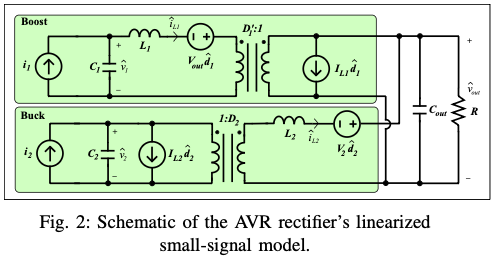 Boost
i1
C1
+
v̂1
−
L1
îL1
Vout d̂1
D1′:1
IL1 d̂1
Buck
i2
C2
+
v̂2
−
IL2 d̂2
1:D2
L2
îL2
V2 d̂2
Cout
R
+
v̂out
−
Fig. 2: Schematic of the AVR rectifier’s linearized
small-signal model.